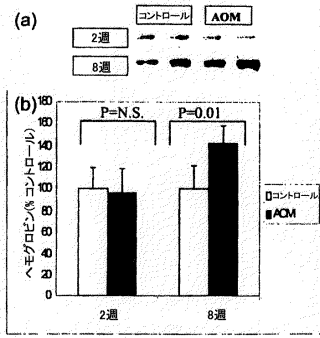 (a)
コントロール AOM
2週
8週
(b)
ヘモグロビン(% コントロール)
180
160
140
120
100
80
60
40
20
0
P=N.S. P=0.01
コントロール
AOM
2週 8週